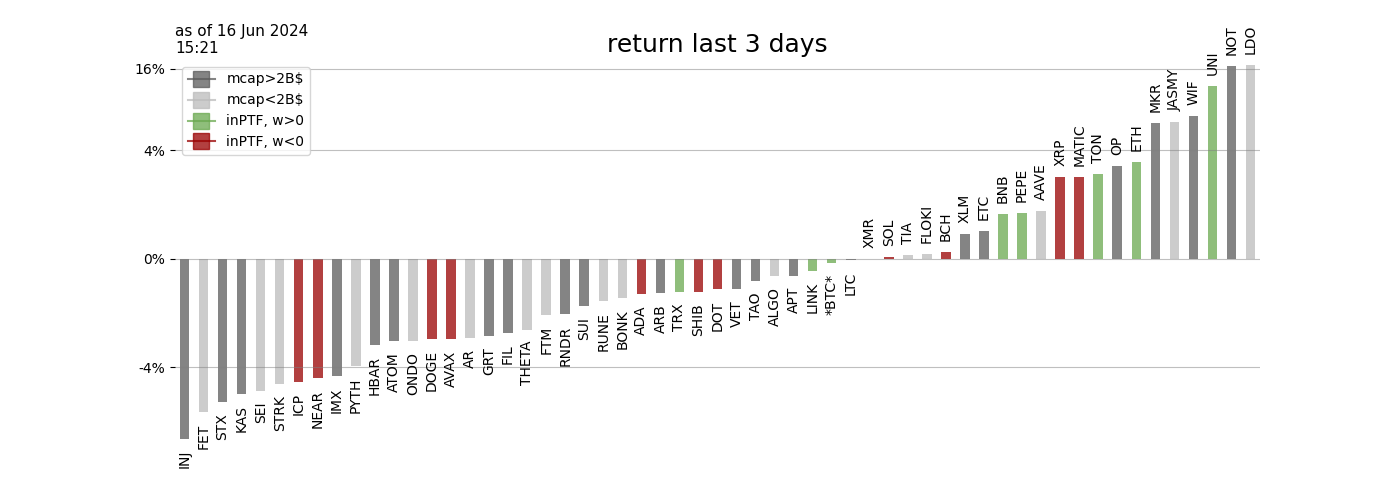 as of 16 Jun 2024
15:21
return last 3 days
16%
4%
0%
-4%
mcap>2B$
mcap<2B$
inPTF, w>0
inPTF, w<0
INJ
FET
STX
KAS
SEI
STRK
ICP
NEAR
IMX
PYTH
HBAR
ATOM
ONDO
DOGE
AVAX
AR
GRT
FIL
THETA
FTM
RNDR
SUI
RUNE
BONK
ADA
ARB
TRX
SHIB
DOT
VET
TAO
ALGO
APT
LINK
*BTC*
LTC
XMR
SOL
TIA
FLOKI
BCH
XLM
ETC
BNB
PEPE
AAVE
XRP
MATIC
TON
OP
ETH
MKR
JASMY
WIF
UNI
NOT
LDO